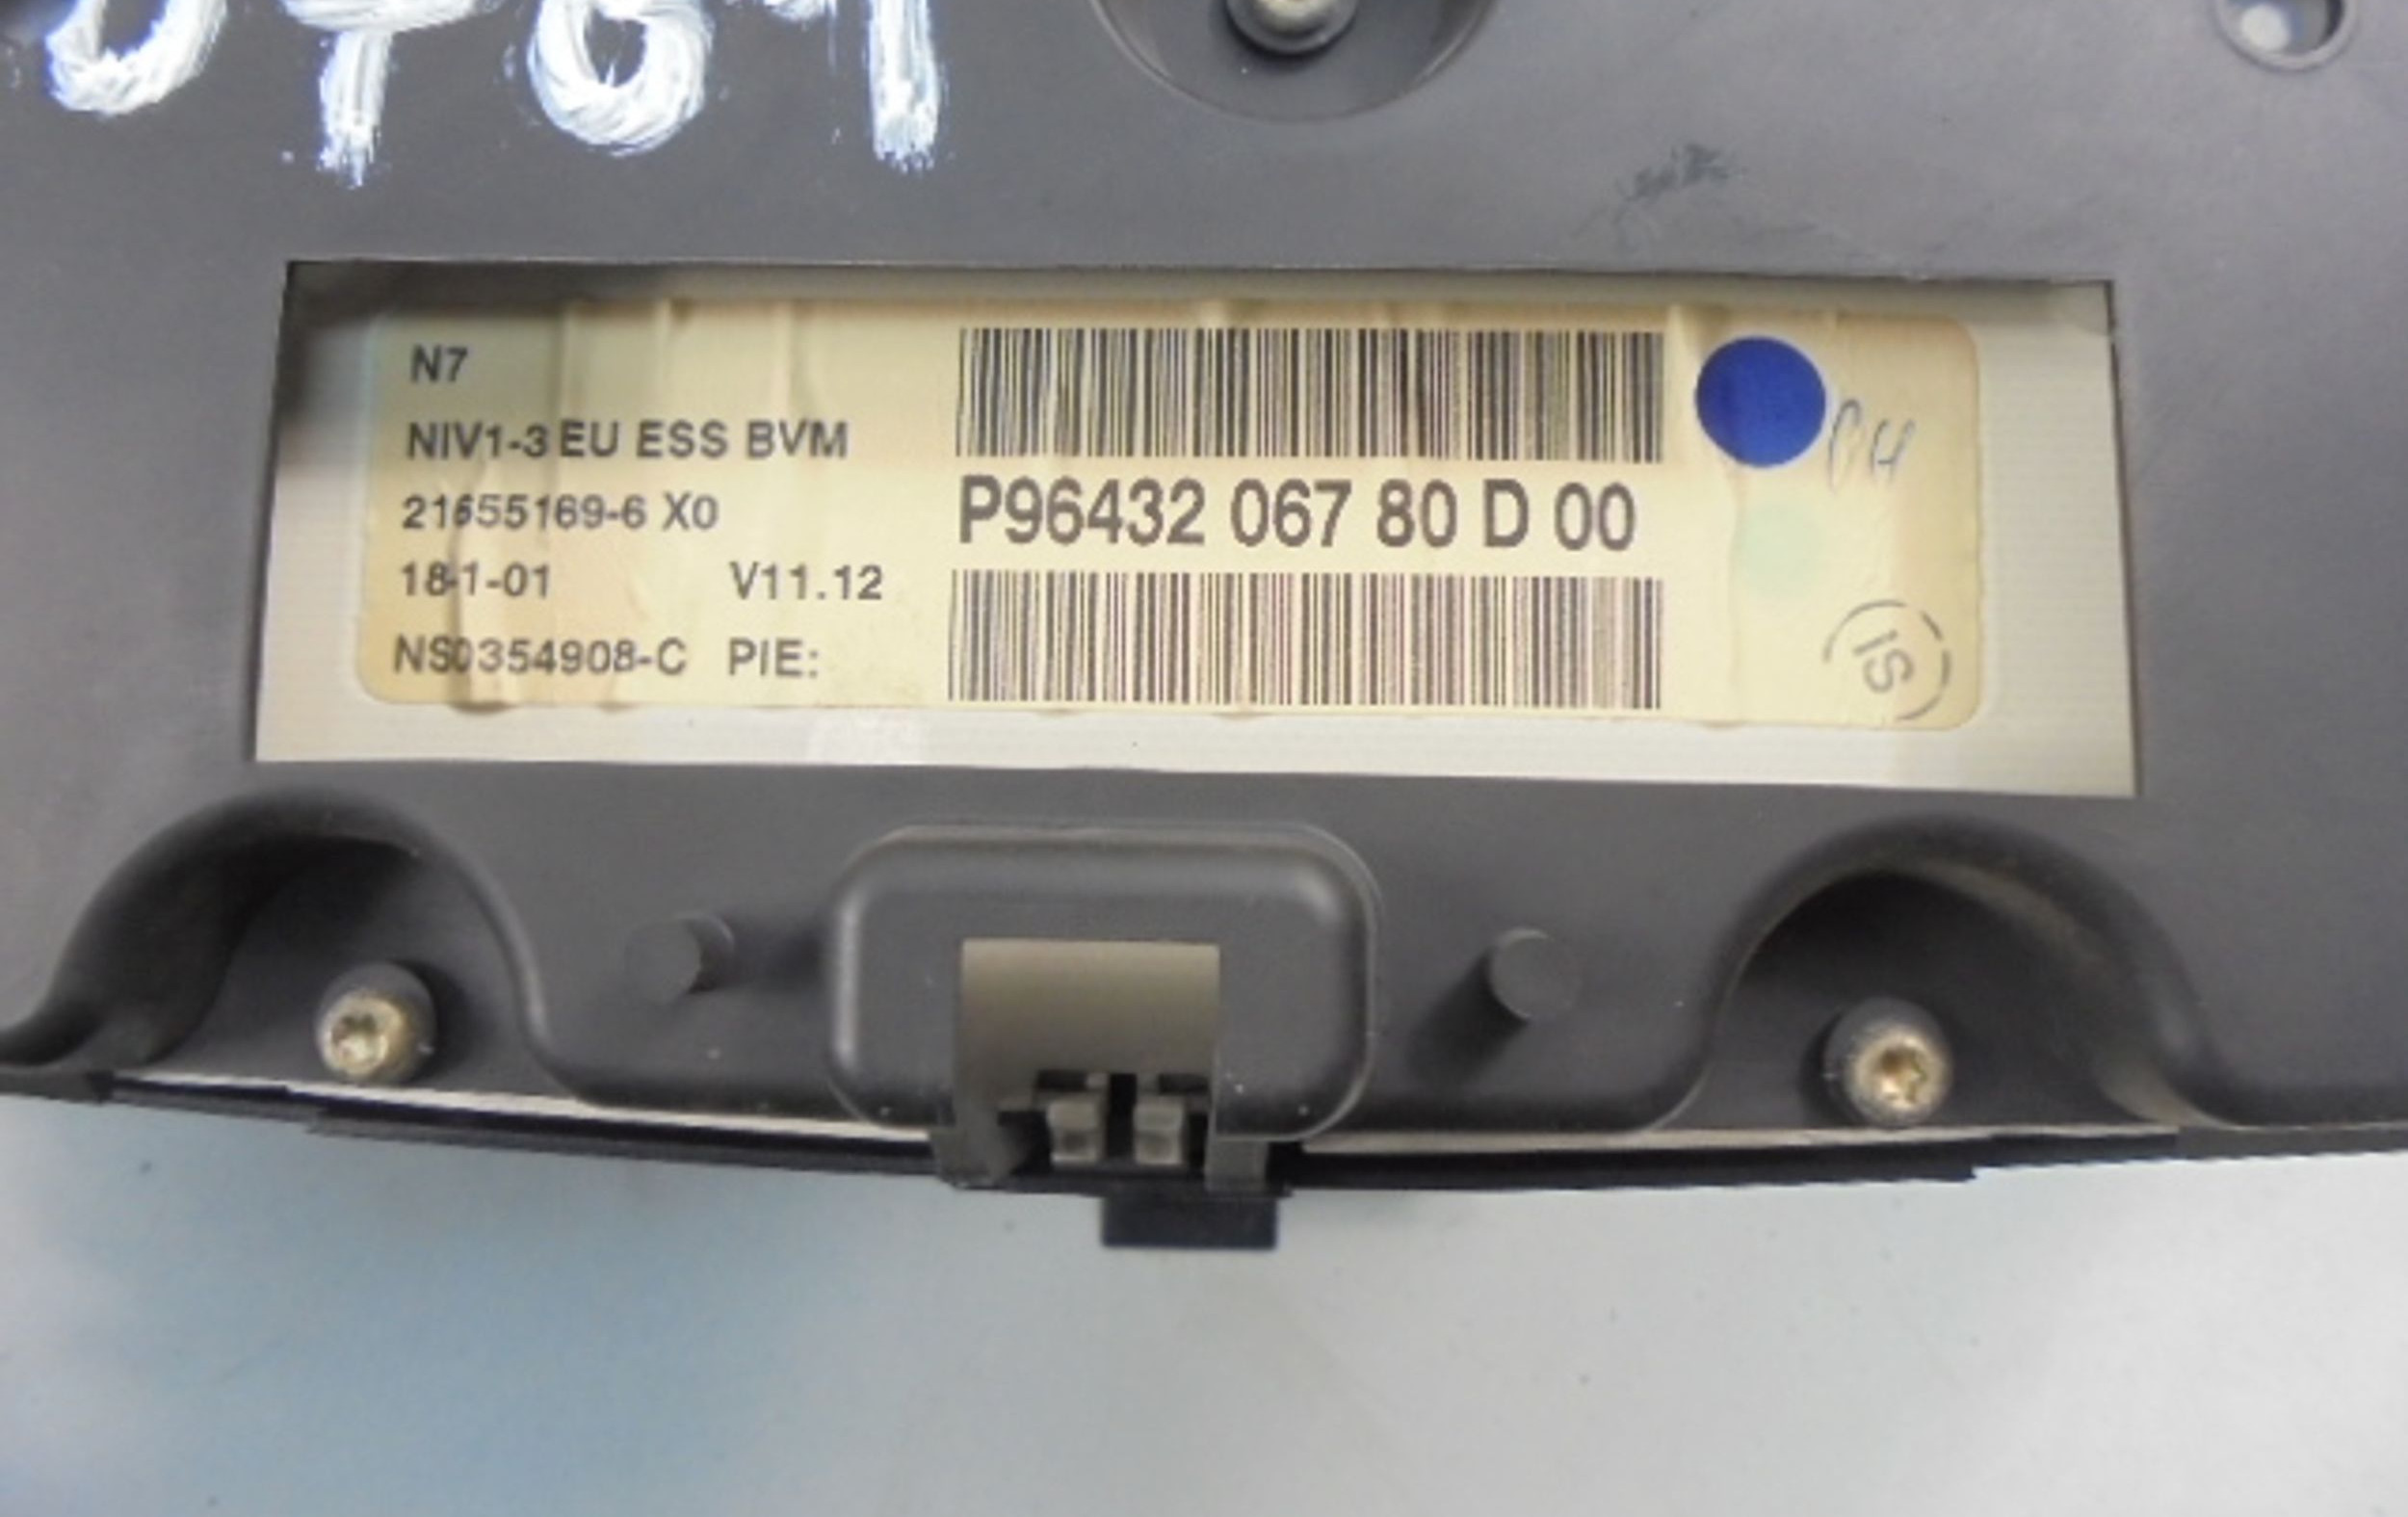 N7
NIV1-3 EU ESS BVM
21655169-6 X0
18-1-01 V11.12
NS0354908-C PIE:
P96432 067 80 D 00
CH
IS